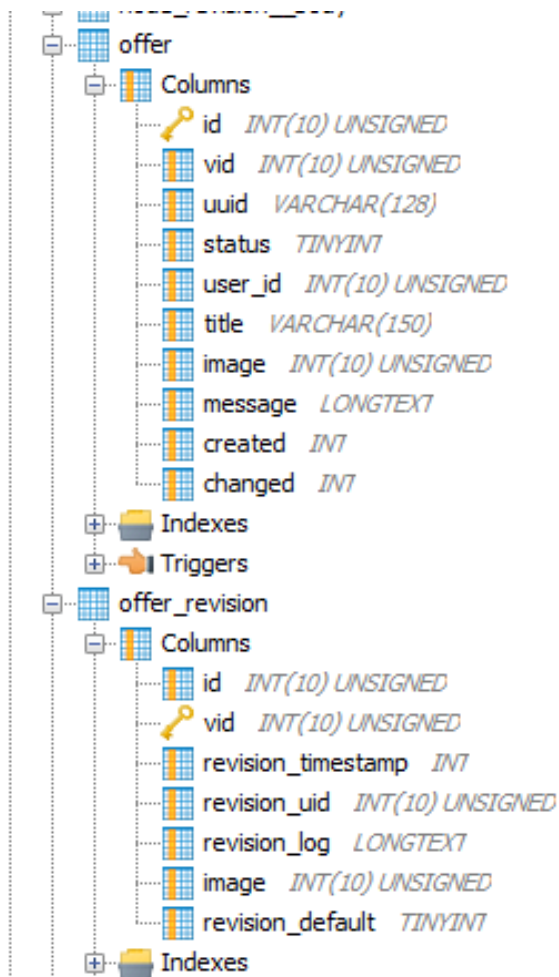 offer
Columns
id INT(10) UNSIGNED
vid INT(10) UNSIGNED
uuid VARCHAR(128)
status TINYINT
user_id INT(10) UNSIGNED
title VARCHAR(150)
image INT(10) UNSIGNED
message LONGTEXT
created INT
changed INT
Indexes
Triggers
offer_revision
Columns
id INT(10) UNSIGNED
vid INT(10) UNSIGNED
revision_timestamp INT
revision_uid INT(10) UNSIGNED
revision_log LONGTEXT
image INT(10) UNSIGNED
revision_default TINYINT
Indexes